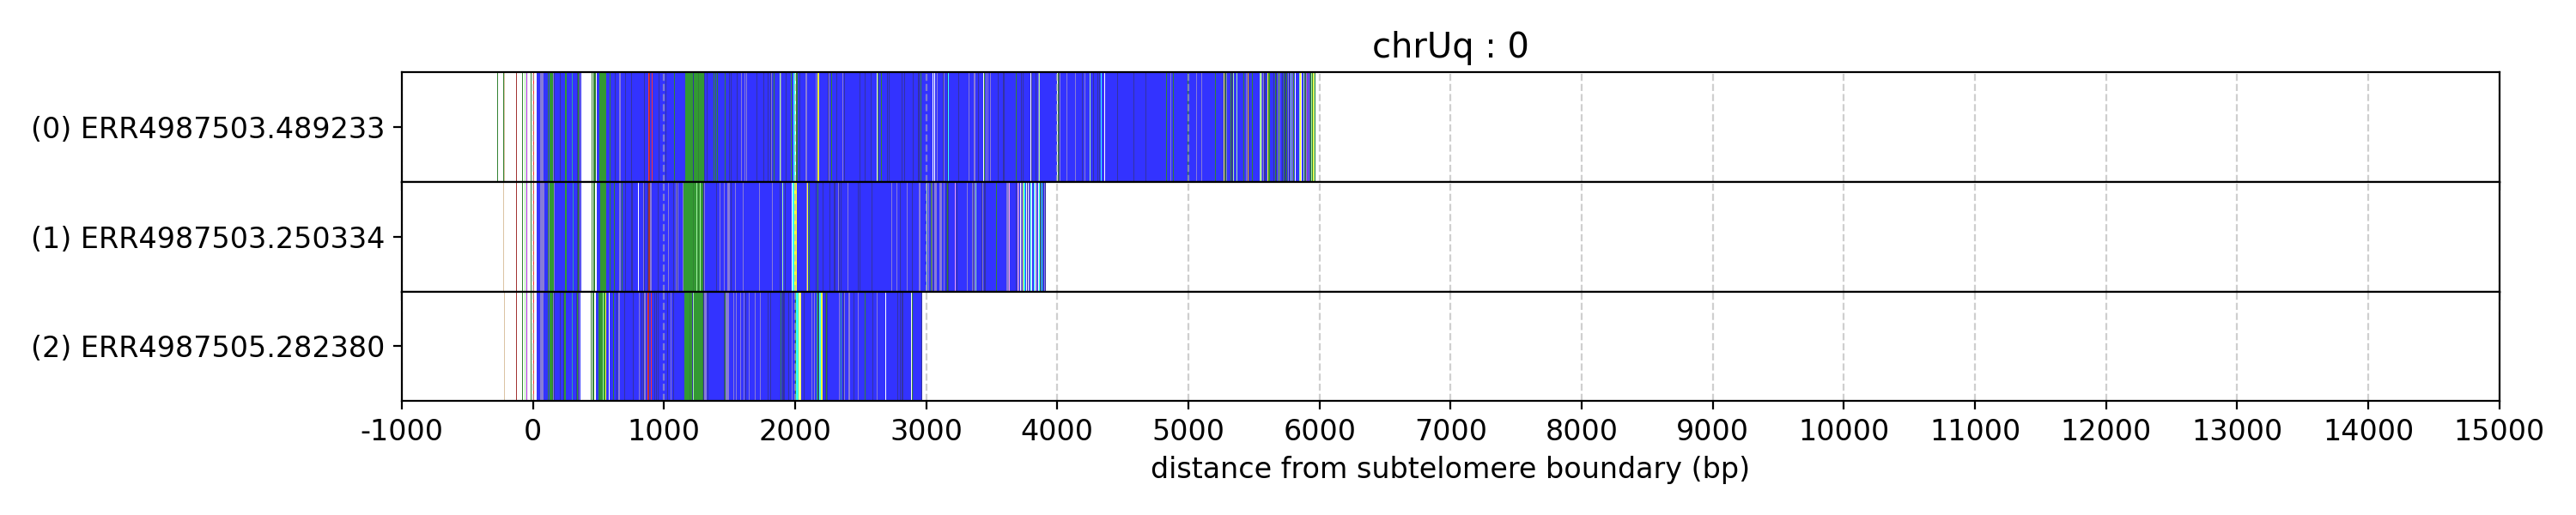 chrUq : 0
(0) ERR4987503.489233
(1) ERR4987503.250334
(2) ERR4987505.282380
-1000 0 1000 2000 3000 4000 5000 6000 7000 8000 9000 10000 11000 12000 13000 14000 15000
distance from subtelomere boundary (bp)